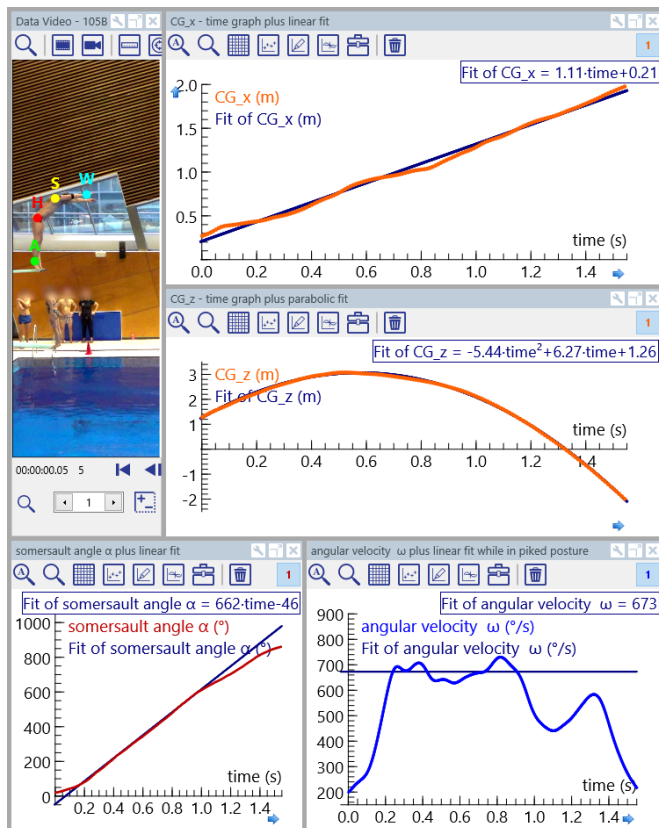 Data Video - 105B
CG_x - time graph plus linear fit
1
Fit of CG_x = 1.11·time+0.21
2.0
CG_x (m)
Fit of CG_x (m)
1.5
1.0
0.5
time (s)
0.0 0.2 0.4 0.6 0.8 1.0 1.2 1.4
S
W
H
A
CG_z - time graph plus parabolic fit
1
Fit of CG_z = -5.44·time²+6.27·time+1.26
3
CG_z (m)
2
Fit of CG_z (m)
1
time (s)
0.2 0.4 0.6 0.8 1.0 1.2 1.4
-1
-2
00:00:00.05 5
1
somersault angle α plus linear fit
1
Fit of somersault angle α = 662·time-46
1000
somersault angle α (°)
Fit of somersault angle α (°)
800
600
400
200
time (s)
0
0.2 0.4 0.6 0.8 1.0 1.2 1.4
angular velocity ω plus linear fit while in piked posture
1
Fit of angular velocity ω = 673
900
angular velocity ω (°/s)
800
Fit of angular velocity ω (°/s)
700
600
500
400
300
time (s)
200
0.0 0.2 0.4 0.6 0.8 1.0 1.2 1.4